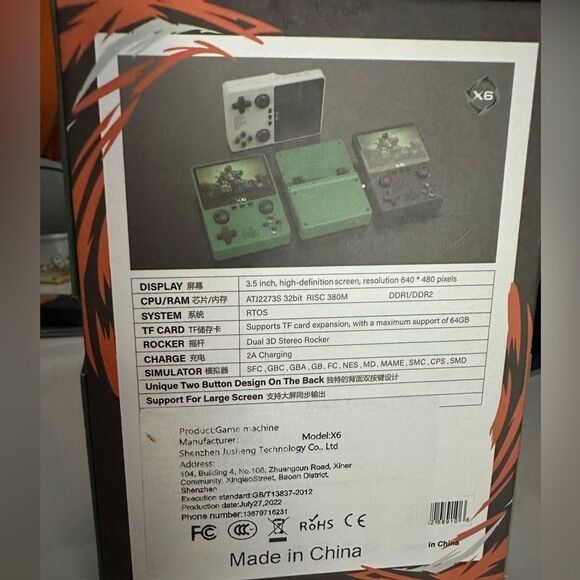 X6
X6
X6
DISPLAY 屏幕 3.5 inch, high-definition screen, resolution 640 * 480 pixels
CPU/RAM 芯片/内存 ATJ2273S 32bit RISC 380M DDR1/DDR2
SYSTEM 系统 RTOS
TF CARD TF储存卡 Supports TF card expansion, with a maximum support of 64GB
ROCKER 摇杆 Dual 3D Stereo Rocker
CHARGE 充电 2A Charging
SIMULATOR 模拟器 SFC, GBC, GBA, GB, FC, NES, MD, MAME, SMC, CPS, SMD
Unique Two Button Design On The Back 独特的背面双按键设计
Support For Large Screen 支持大屏同步输出
Product:Game machine
Manufacturer: Model:X6
Shenzhen Jusheng Technology Co., Ltd
Address:
104, Building 4, No.108, Zhuangcun Road, Xiner
Community, XinqiaoStreet, Baoan District,
Shenzhen
Execution standard:GB/T13837-2012
Production date:July27,2022
Phone number:13679716231
FC CCC RoHS CE
Made in China
in China